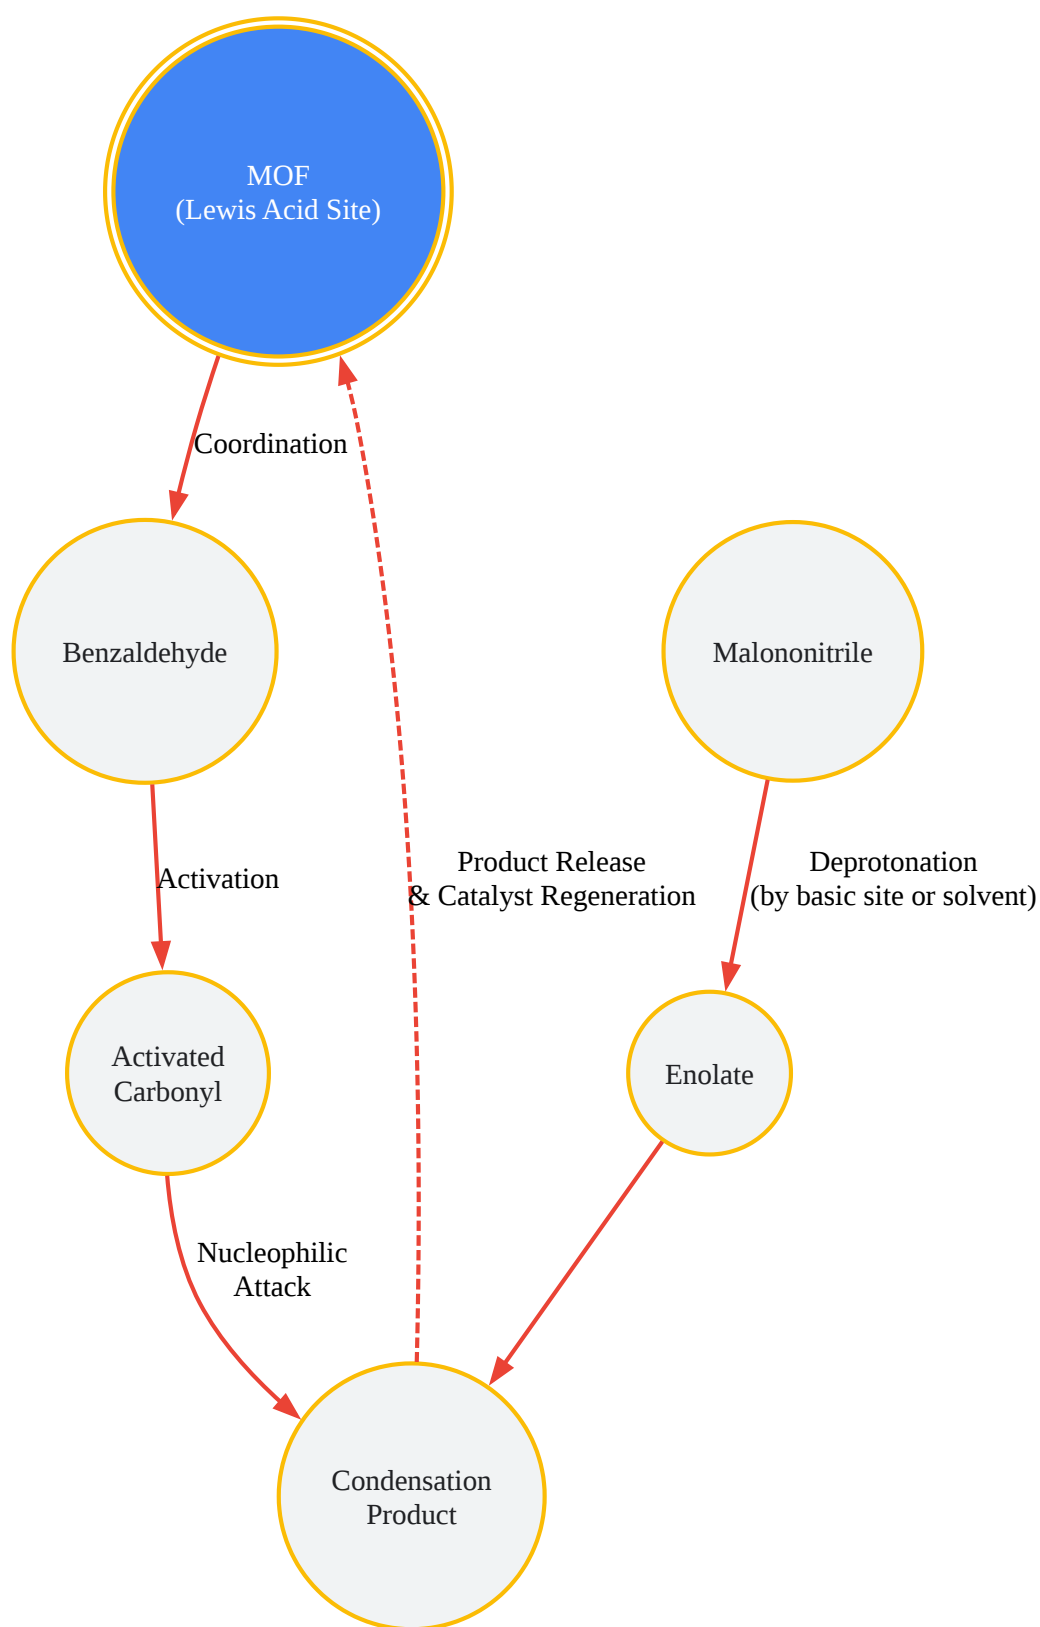 MOF
(Lewis Acid Site)
Coordination
Benzaldehyde
Malononitrile
Activation
Product Release
& Catalyst Regeneration
Deprotonation
(by basic site or solvent)
Activated
Carbonyl
Enolate
Nucleophilic
Attack
Condensation
Product